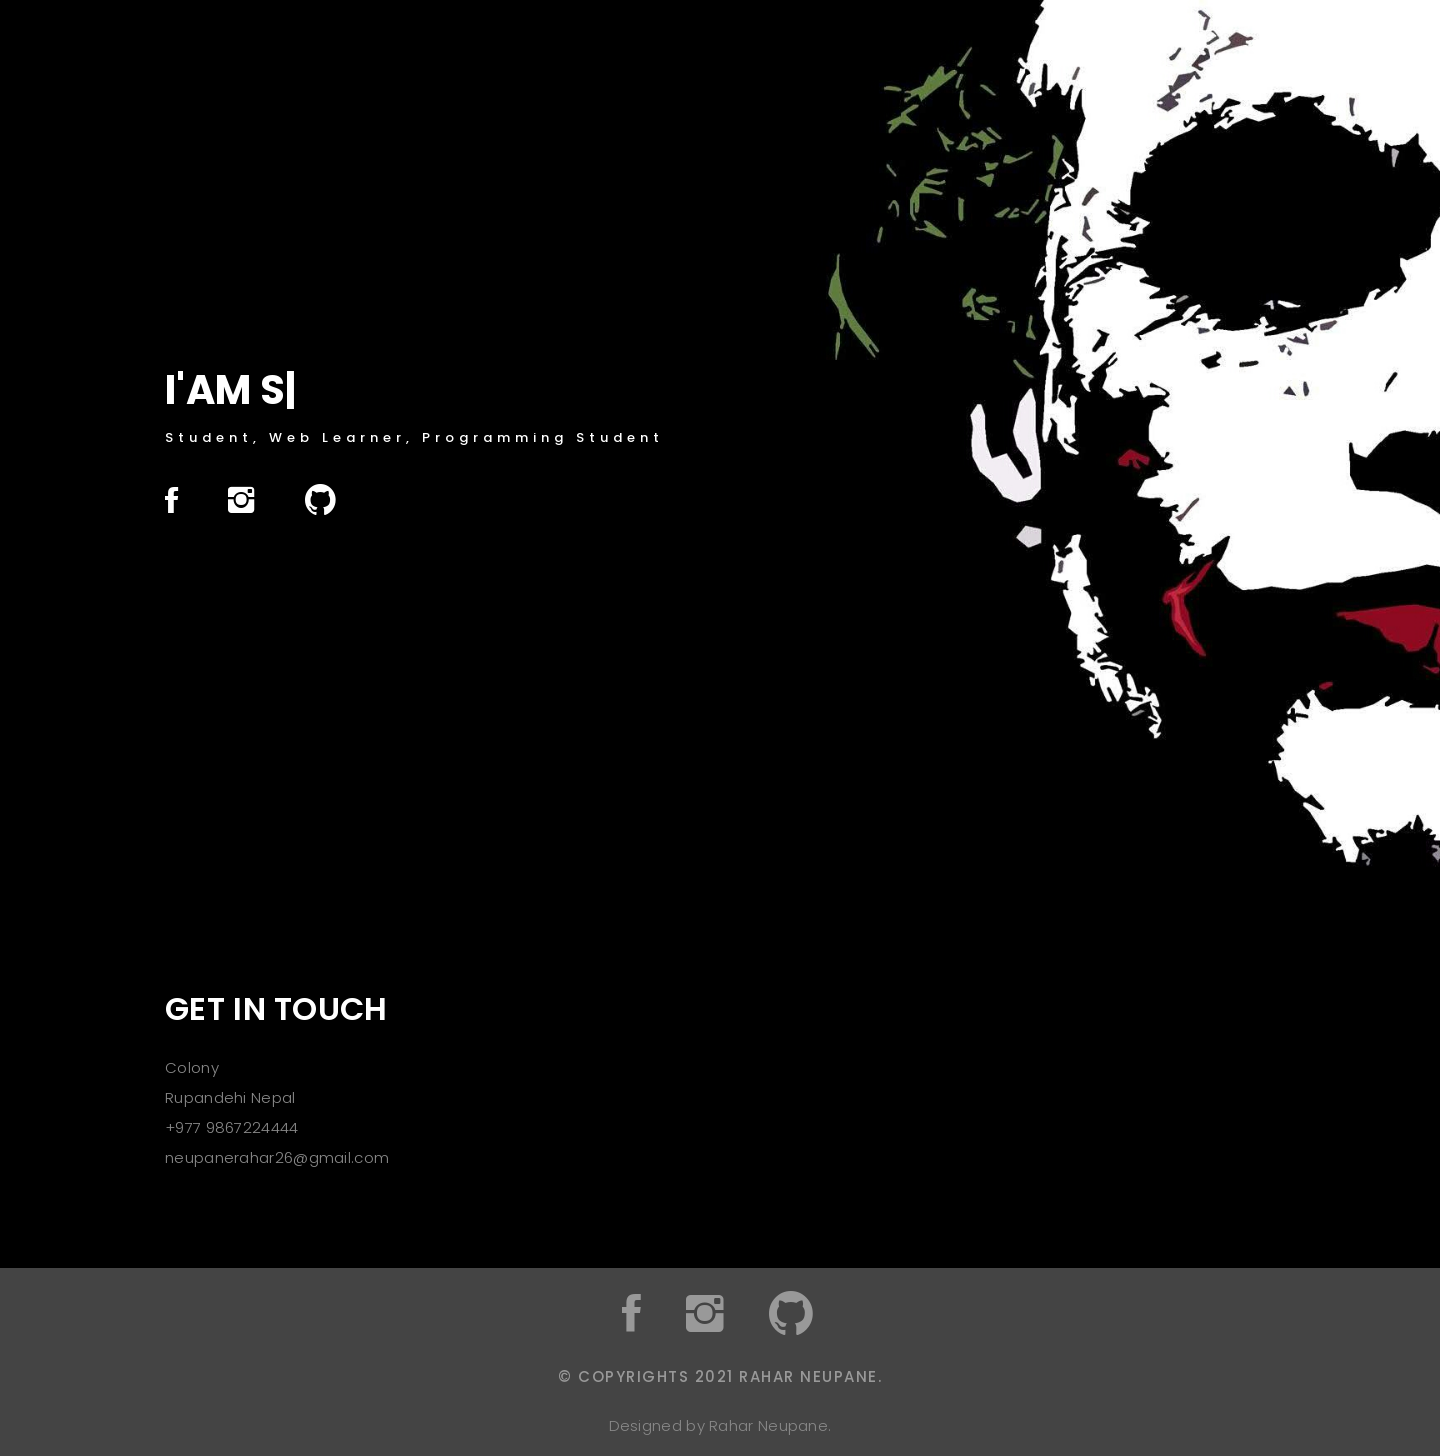 I'AM S|
Student, Web Learner, Programming Student
GET IN TOUCH
Colony
Rupandehi Nepal
+977 9867224444
neupanerahar26@gmail.com
© COPYRIGHTS 2021 RAHAR NEUPANE.
Designed by Rahar Neupane.